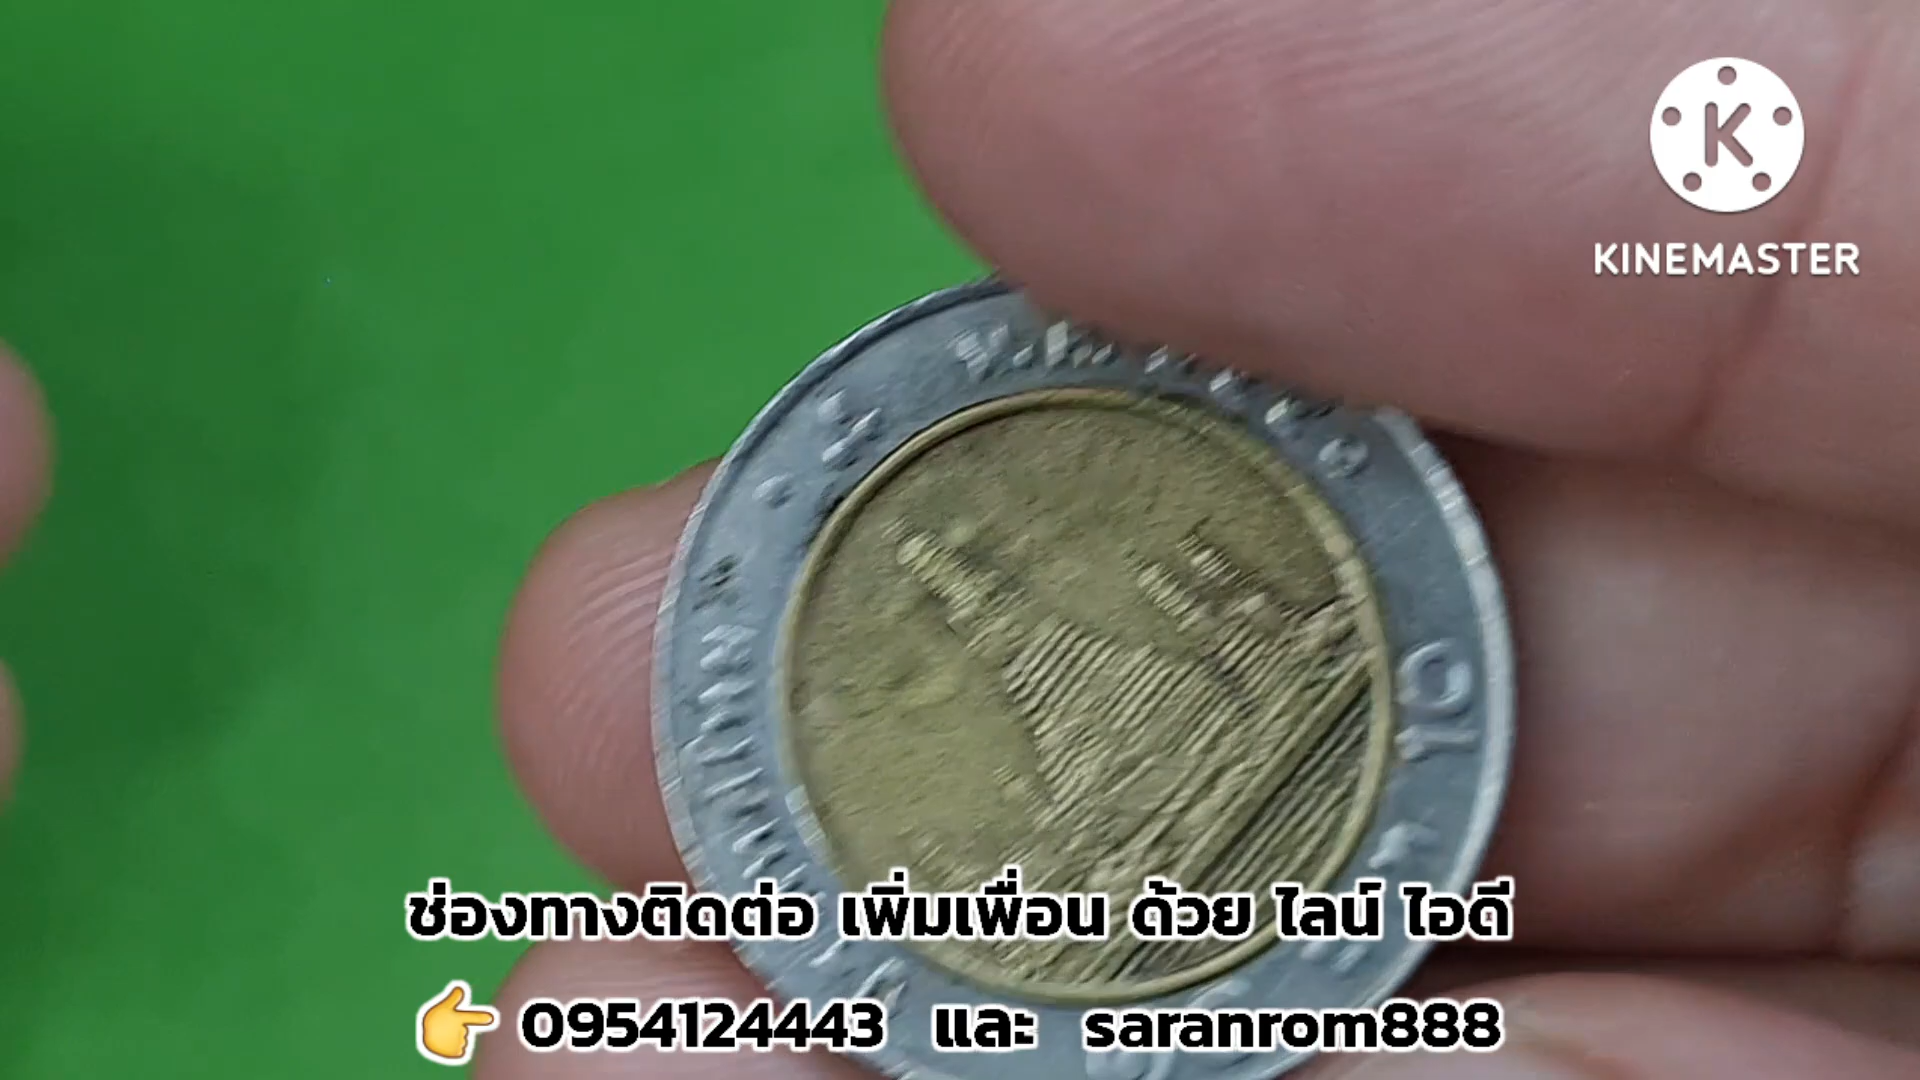 K
KINEMASTER
ช่องทางติดต่อ เพิ่มเพื่อน ด้วย ไลน์ ไอดี
👉 0954124443 และ saranrom888